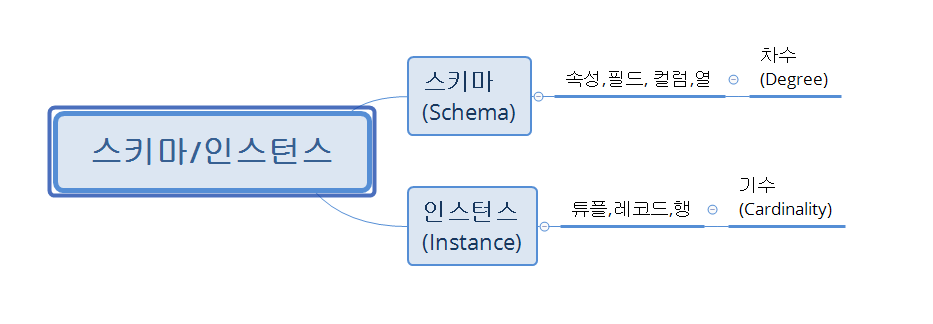 스키마/인스턴스
스키마
(Schema)
속성,필드, 컬럼,열
차수
(Degree)
인스턴스
(Instance)
튜플,레코드,행
기수
(Cardinality)